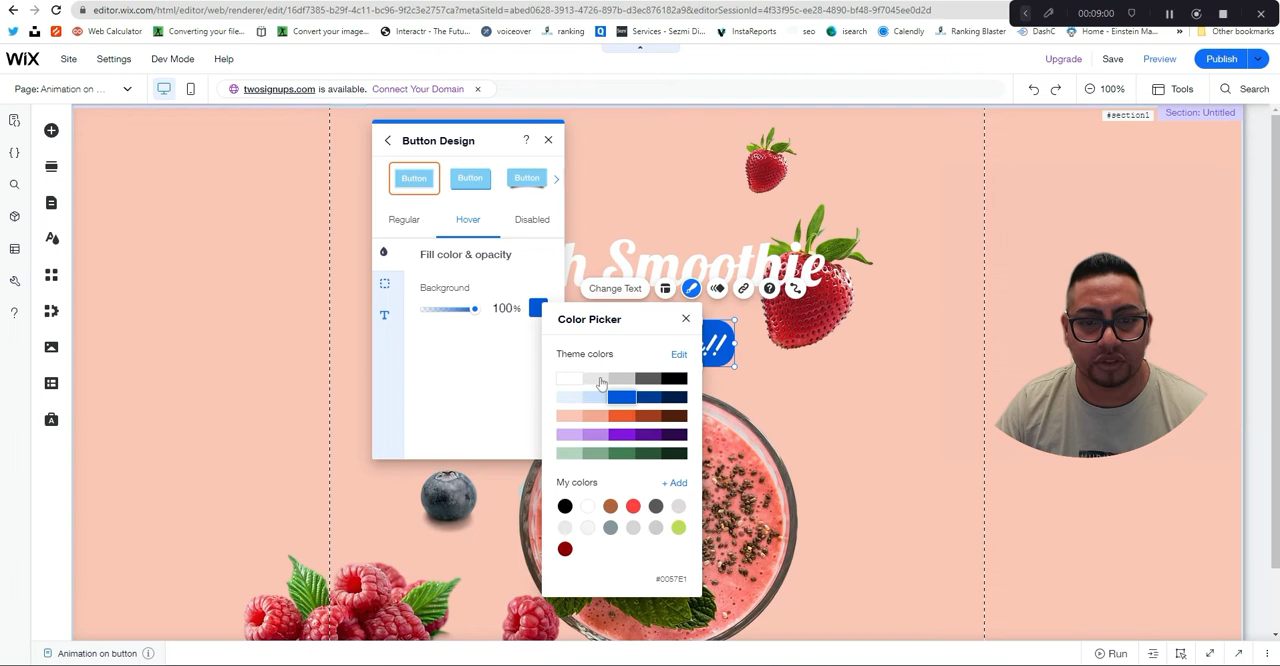 editor.wix.com/html/editor/web/renderer/edit/16df7385-b29f-4c11-bc96-9f2c3e2757ca?metaSiteId=abed0628-3913-4726-897b-d3ec876182a9&editorSessionId=4f33f95c-ee28-4890-bf48-9f7045ee0d2d
00:09:00
Web Calculator
Converting your file...
Convert your image...
Interactr - The Futu...
voiceover
ranking
Services - Sezmi Di...
InstaReports
seo
isearch
Calendly
Ranking Blaster
DashC
Home - Einstein Ma...
»
Other bookmarks
WiX
Site
Settings
Dev Mode
Help
Upgrade
Save
Preview
Publish
Page: Animation on ...
twosignups.com is available. Connect Your Domain
100%
Tools
Search
#section1
Section: Untitled
Button Design
?
Button
Button
Button
Regular
Hover
Disabled
Fill color & opacity
Background
100%
h Smoothie
Change Text
!!
Color Picker
Theme colors
Edit
My colors
+ Add
#0057E1
Animation on button
Run